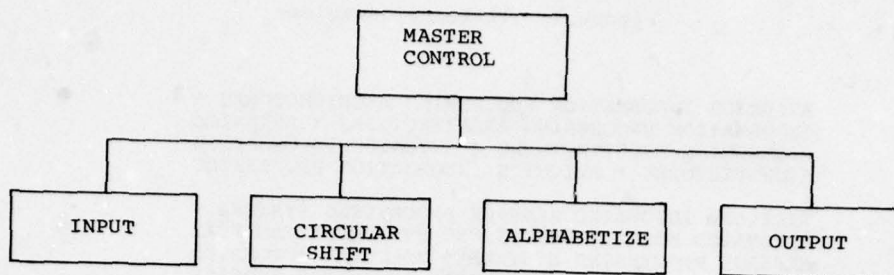 MASTER
CONTROL
INPUT
CIRCULAR
SHIFT
ALPHABETIZE
OUTPUT